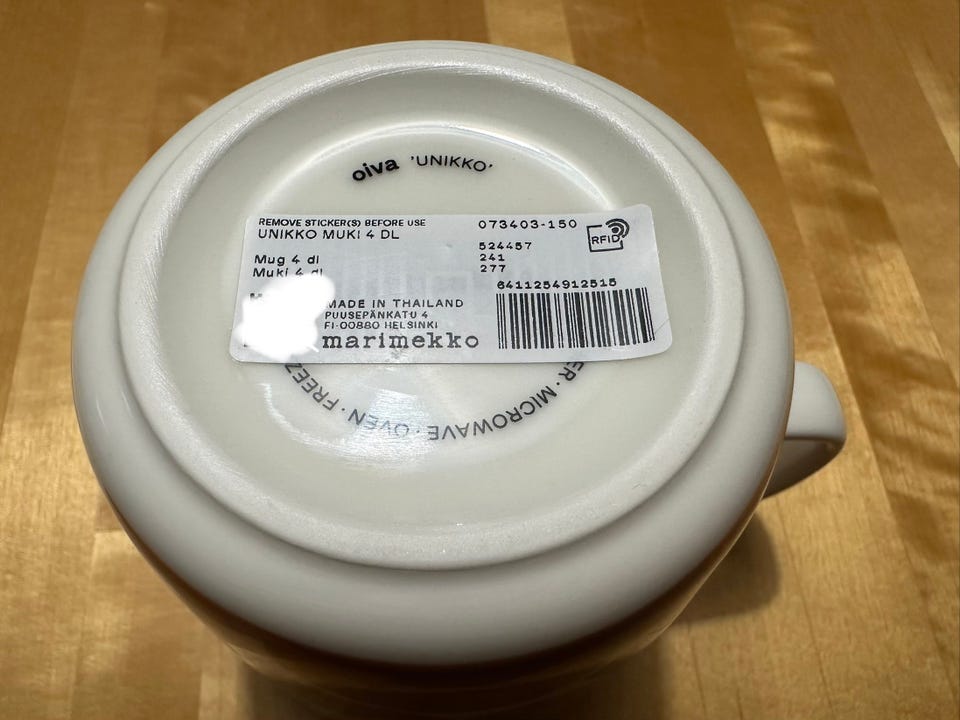 oiva 'UNIKKO'
REMOVE STICKER(S) BEFORE USE
UNIKKO MUKI 4 DL
Mug 4 dl
Muki 4 dl
MADE IN THAILAND
PUUSEPÄNKATU 4
FI-00880 HELSINKI
marimekko
073403-150
RFID
524457
241
277
6411254912515
ER · MICROWAVE · OVEN · FREEZ